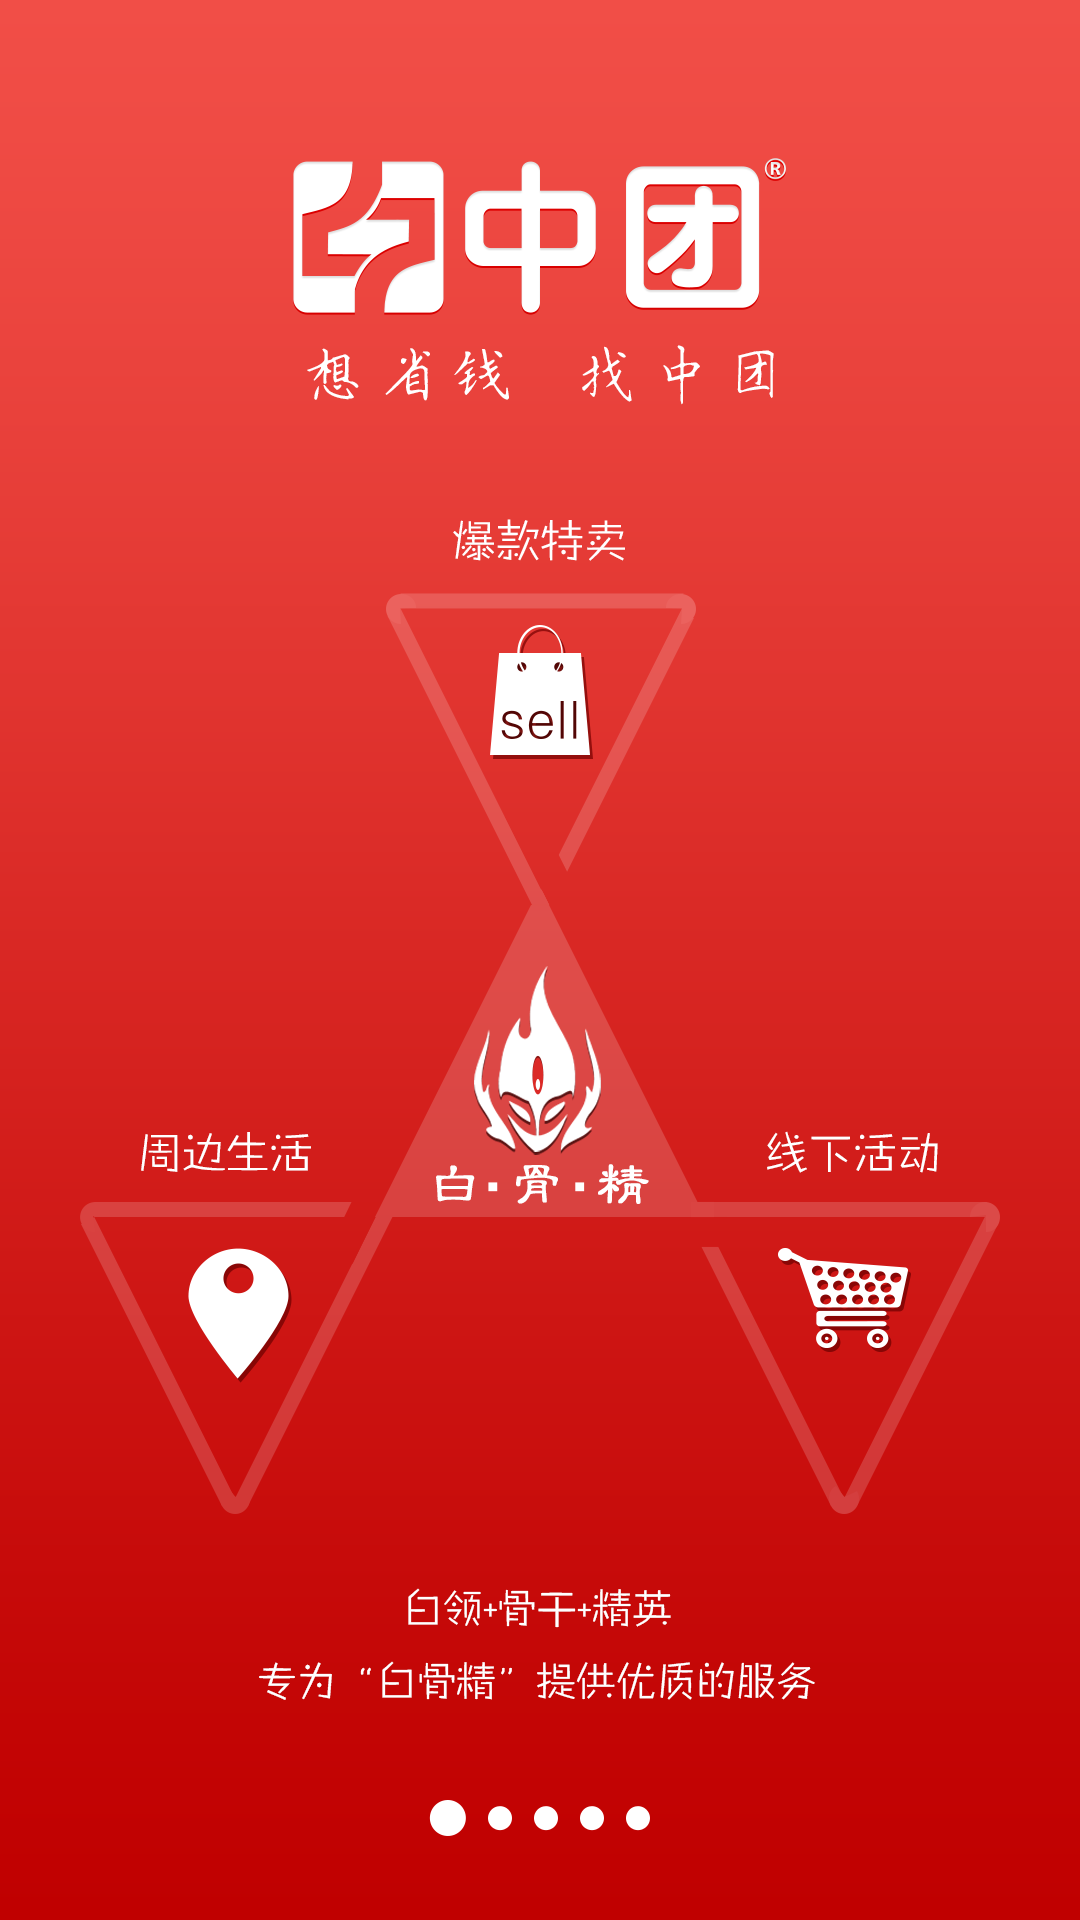 中团®
想省钱 找中团
爆款特卖
sell
白·骨·精
周边生活
线下活动
白领+骨干+精英
专为“白骨精”提供优质的服务